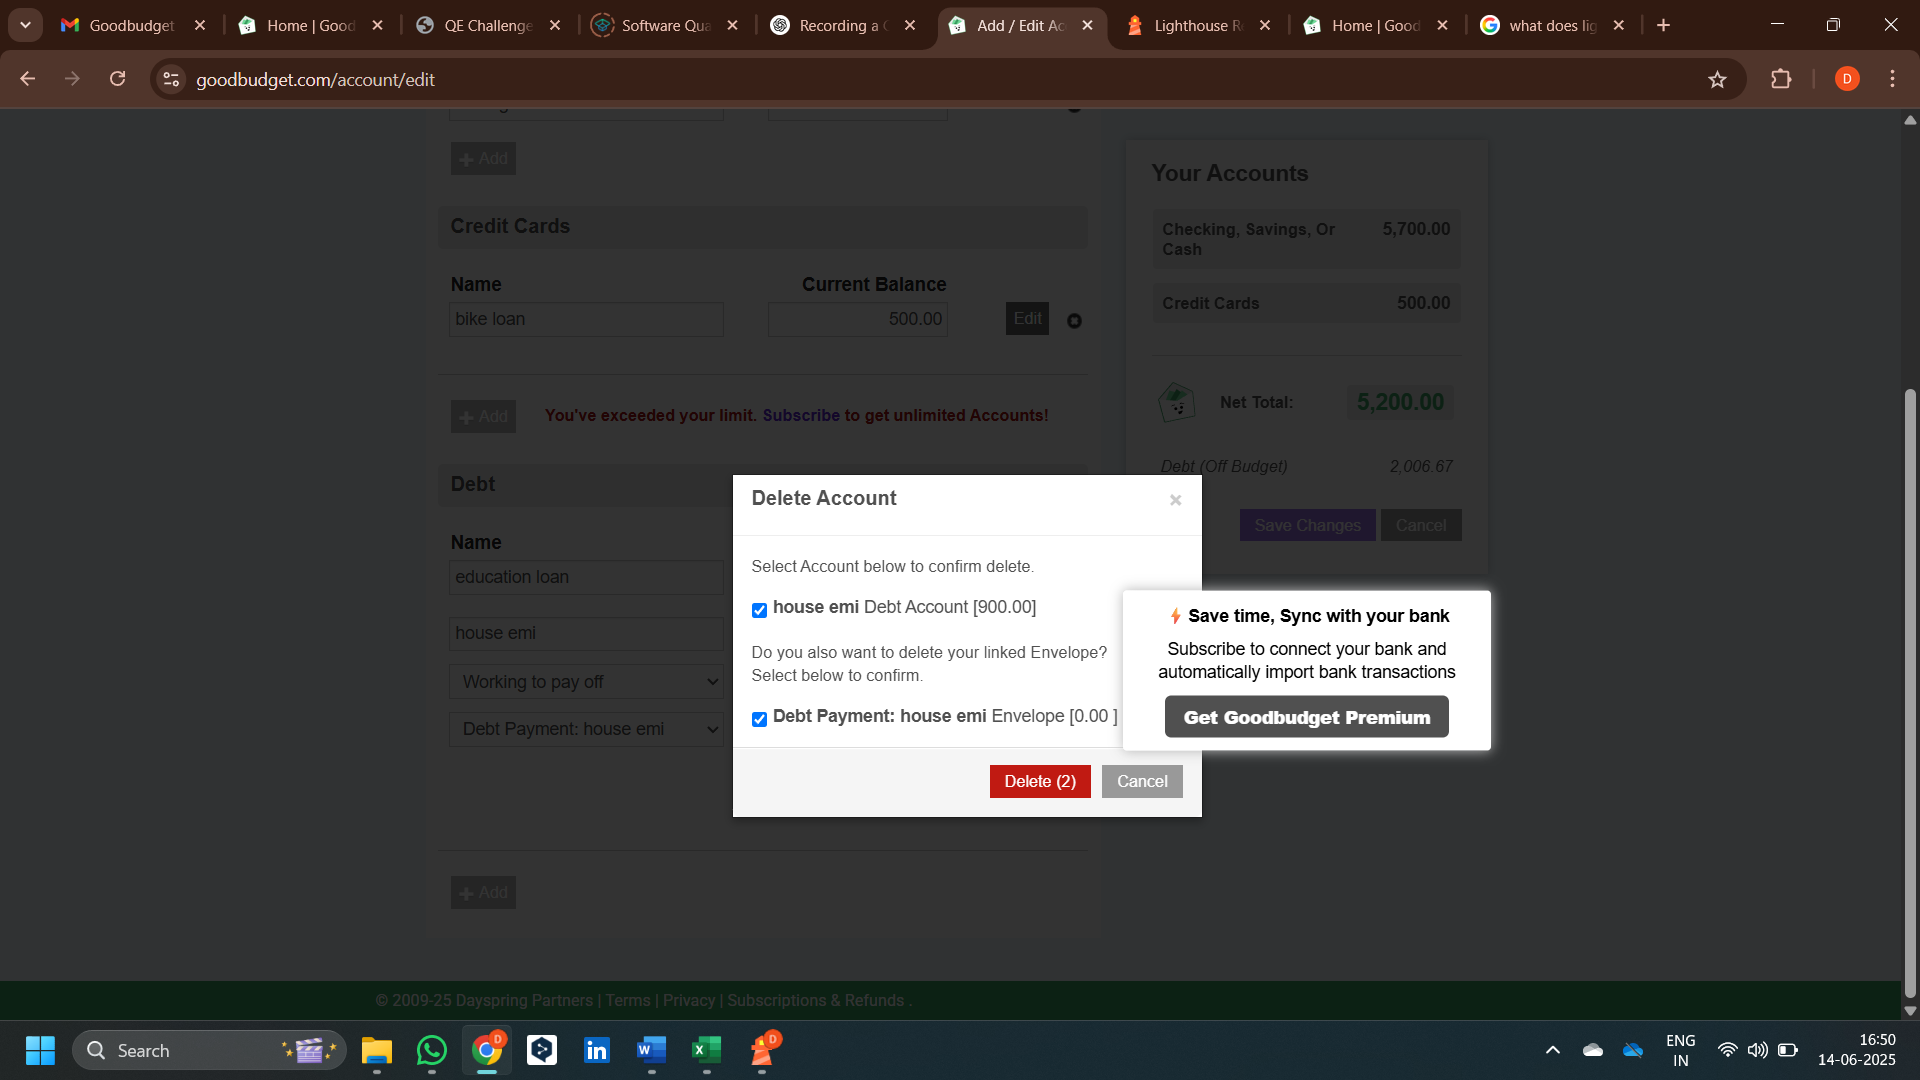 Goodbudget
Home | Good
QE Challenge
Software Qua
Recording a
Add / Edit Ac
Lighthouse R
Home | Good
what does lig
goodbudget.com/account/edit
D
Add
Your Accounts
Checking, Savings, Or
Cash
5,700.00
Credit Cards
Credit Cards 500.00
Name Current Balance
bike loan 500.00 Edit
Net Total: 5,200.00
Add You've exceeded your limit. Subscribe to get unlimited Accounts!
Debt (Off Budget) 2,006.67
Save Changes Cancel
Debt
Name
education loan
house emi
Working to pay off
Debt Payment: house emi
Add
Delete Account
×
Select Account below to confirm delete.
house emi Debt Account [900.00]
Do you also want to delete your linked Envelope?
Select below to confirm.
Debt Payment: house emi Envelope [0.00 ]
Delete (2) Cancel
Save time, Sync with your bank
Subscribe to connect your bank and
automatically import bank transactions
Get Goodbudget Premium
© 2009-25 Dayspring Partners | Terms | Privacy | Subscriptions & Refunds .
Search
D
in
W
X
D
ENG
IN
16:50
14-06-2025